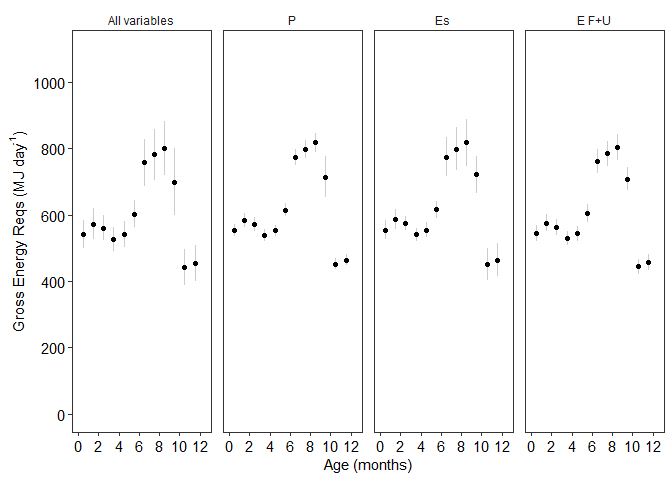 All variables P Es E F+U
Gross Energy Reqs (MJ day⁻¹)
1000
800
600
400
200
0
0 2 4 6 8 10 12 0 2 4 6 8 10 12 0 2 4 6 8 10 12 0 2 4 6 8 10 12
Age (months)